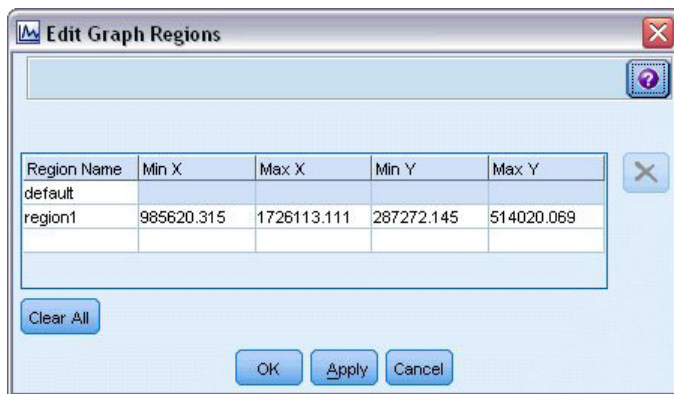 Edit Graph Regions
?
Region Name Min X Max X Min Y Max Y
default
region1 985620.315 1726113.111 287272.145 514020.069
Clear All
OK Apply Cancel